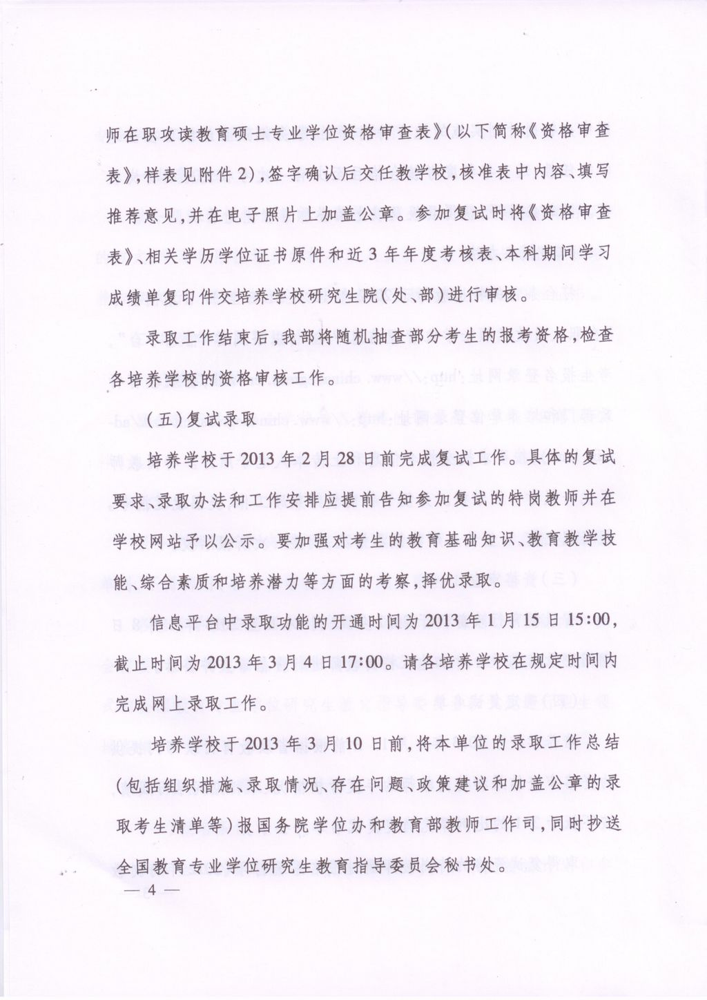 师在职攻读教育硕士专业学位资格审查表》(以下简称《资格审查
表》,样表见附件2),签字确认后交任教学校,核准表中内容、填写
推荐意见,并在电子照片上加盖公章。参加复试时将《资格审查
表》、相关学历学位证书原件和近3年年度考核表、本科期间学习
成绩单复印件交培养学校研究生院(处、部)进行审核。
录取工作结束后,我部将随机抽查部分考生的报考资格,检查
各培养学校的资格审核工作。
(五)复试录取
培养学校于2013年2月28日前完成复试工作。具体的复试
要求、录取办法和工作安排应提前告知参加复试的特岗教师并在
学校网站予以公示。要加强对考生的教育基础知识、教育教学技
能、综合素质和培养潜力等方面的考察,择优录取。
信息平台中录取功能的开通时间为2013年1月15日15:00,
截止时间为2013年3月4日17:00。请各培养学校在规定时间内
完成网上录取工作。
培养学校于2013年3月10日前,将本单位的录取工作总结
(包括组织措施、录取情况、存在问题、政策建议和加盖公章的录
取考生清单等)报国务院学位办和教育部教师工作司,同时抄送
全国教育专业学位研究生教育指导委员会秘书处。
— 4 —